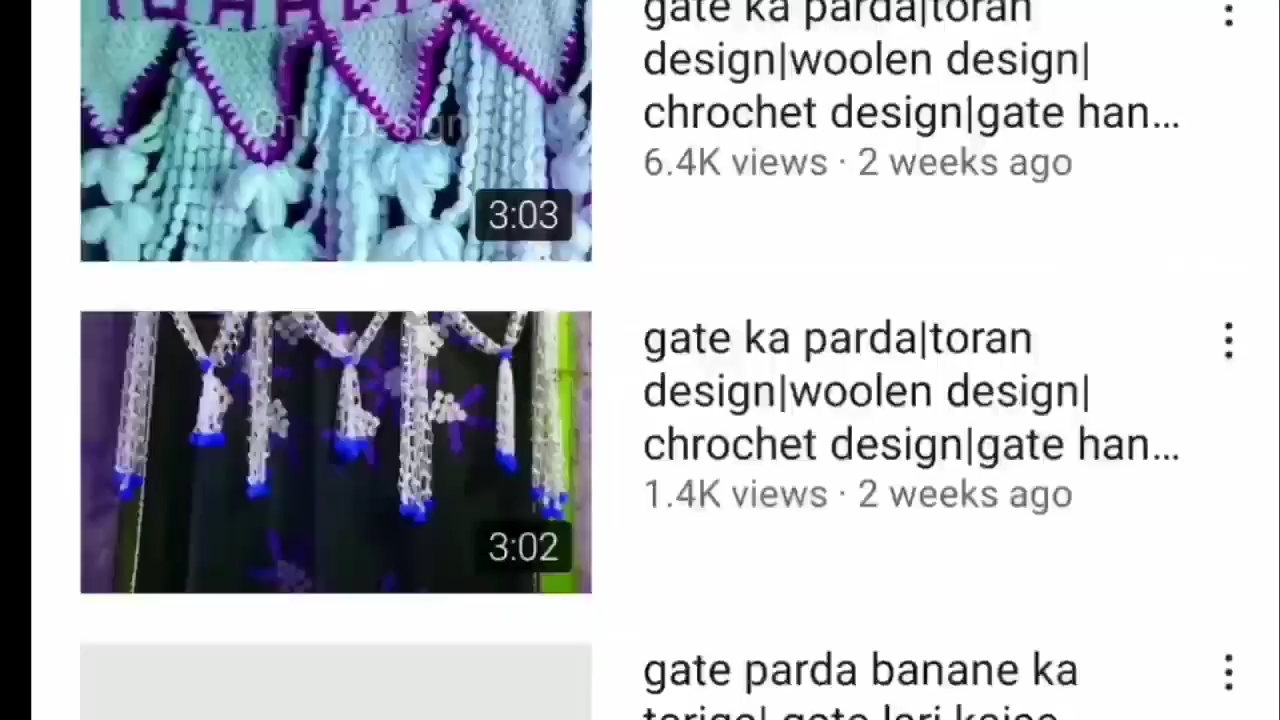 gate ka parda|toran
design|woolen design|
chrochet design|gate han...
6.4K views · 2 weeks ago
Only Design
3:03
gate ka parda|toran
design|woolen design|
chrochet design|gate han...
1.4K views · 2 weeks ago
3:02
gate parda banane ka